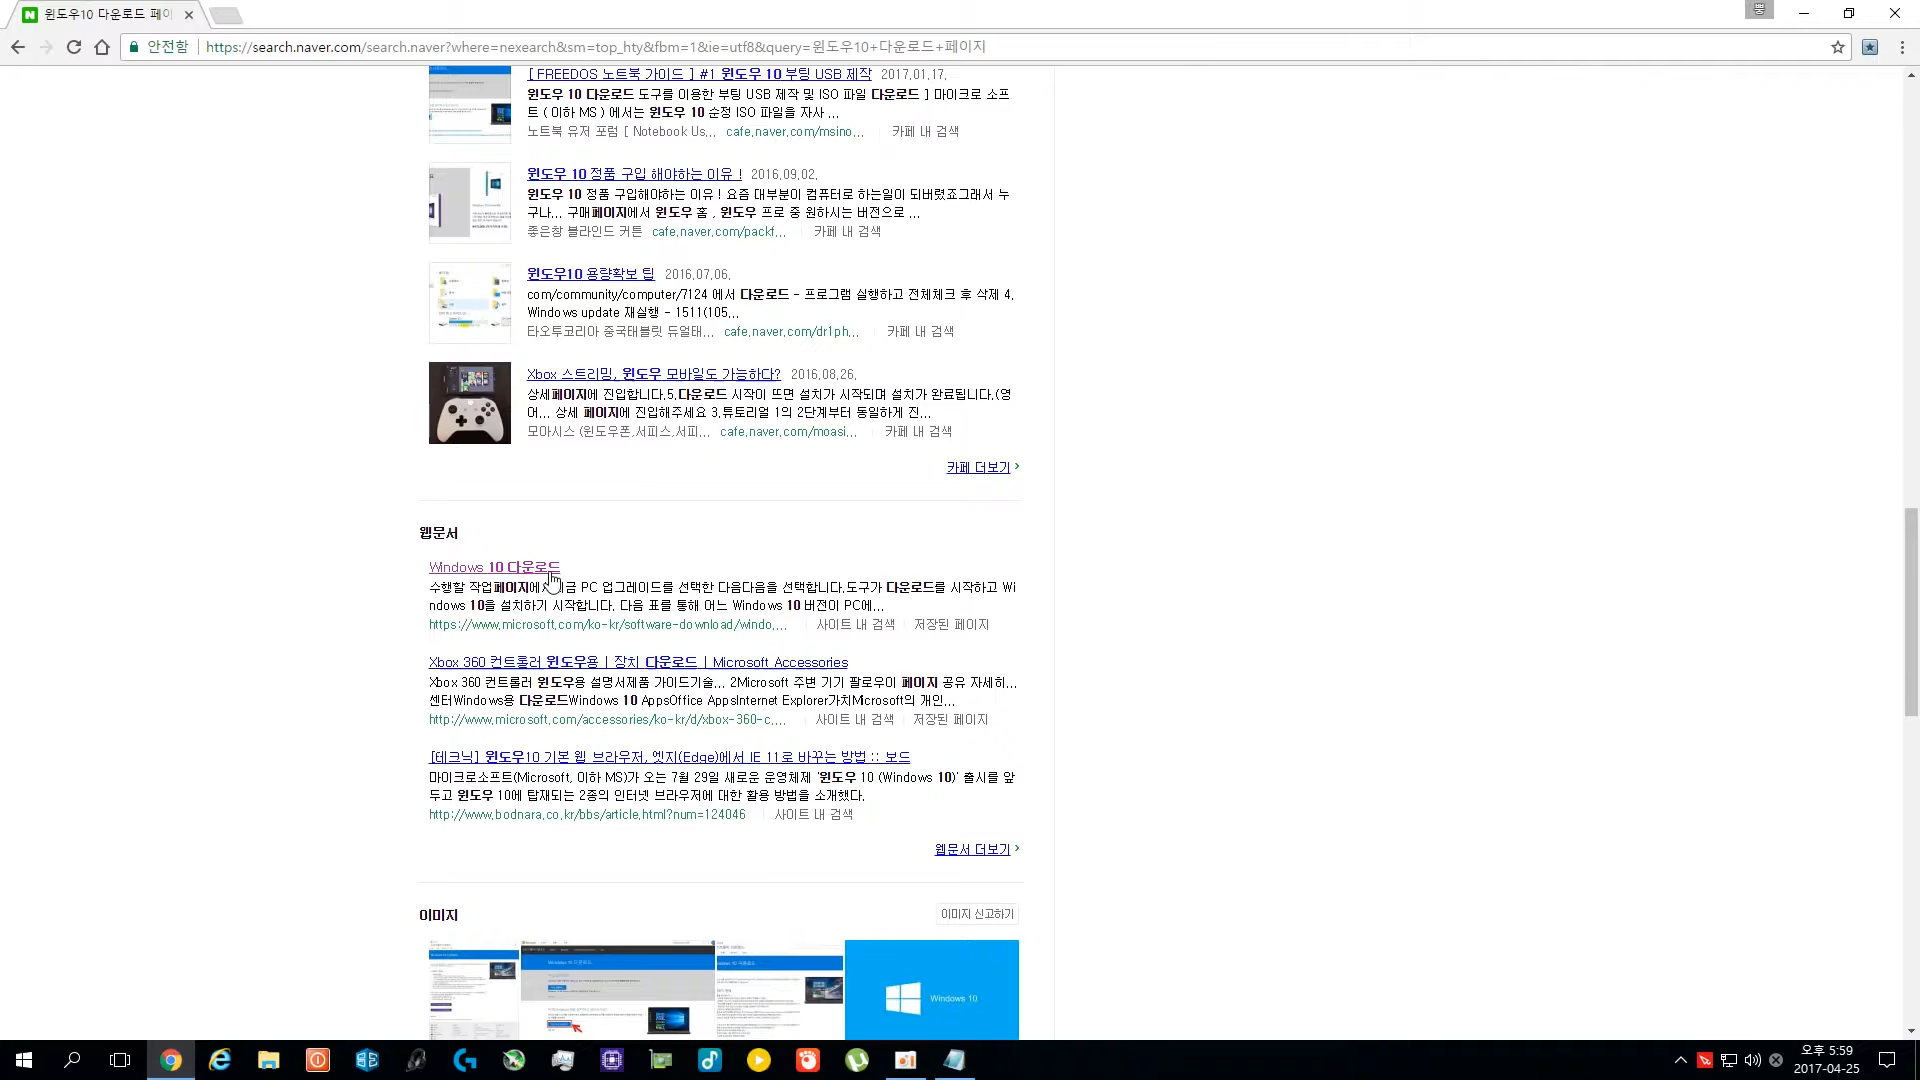 윈도우10 다운로드 페이
안전함 https://search.naver.com/search.naver?where=nexearch&sm=top_hty&fbm=1&ie=utf8&query=윈도우10+다운로드+페이지
[ FREEDOS 노트북 가이드 ] #1 윈도우 10 부팅 USB 제작 2017.01.17.
윈도우 10 다운로드 도구를 이용한 부팅 USB 제작 및 ISO 파일 다운로드 ] 마이크로 소프
트 ( 이하 MS ) 에서는 윈도우 10 순정 ISO 파일을 자사 ...
노트북 유저 포럼 [ Notebook Us... cafe.naver.com/msino... 카페 내 검색
윈도우 10 정품 구입 해야하는 이유 ! 2016.09.02.
윈도우 10 정품 구입해야하는 이유 ! 요즘 대부분이 컴퓨터로 하는일이 되버렸죠그래서 누
구나... 구매페이지에서 윈도우 홈 , 윈도우 프로 중 원하시는 버전으로 ...
좋은창 블라인드 커튼 cafe.naver.com/packf... 카페 내 검색
윈도우10 용량확보 팁 2016.07.06.
com/community/computer/7124 에서 다운로드 - 프로그램 실행하고 전체체크 후 삭제 4.
Windows update 재실행 - 1511(105...
타오투코리아 중국태블릿 듀얼태... cafe.naver.com/dr1ph... 카페 내 검색
Xbox 스트리밍, 윈도우 모바일도 가능하다? 2016.08.26.
상세페이지에 진입합니다.5.다운로드 시작이 뜨면 설치가 시작되며 설치가 완료됩니다.(영
어... 상세 페이지에 진입해주세요 3.튜토리얼 1의 2단계부터 동일하게 진...
모아시스 (윈도우폰,서피스,서피... cafe.naver.com/moasi... 카페 내 검색
카페 더보기
웹문서
Windows 10 다운로드
수행할 작업페이지에서 지금 PC 업그레이드를 선택한 다음다음을 선택합니다.도구가 다운로드를 시작하고 Wi
ndows 10을 설치하기 시작합니다. 다음 표를 통해 어느 Windows 10 버전이 PC에...
https://www.microsoft.com/ko-kr/software-download/windo... 사이트 내 검색 저장된 페이지
Xbox 360 컨트롤러 윈도우용 | 장치 다운로드 | Microsoft Accessories
Xbox 360 컨트롤러 윈도우용 설명서제품 가이드기술... 2Microsoft 주변 기기 팔로우이 페이지 공유 자세히...
센터Windows용 다운로드Windows 10 AppsOffice AppsInternet Explorer가치Microsoft의 개인...
http://www.microsoft.com/accessories/ko-kr/d/xbox-360-c... 사이트 내 검색 저장된 페이지
[테크닉] 윈도우10 기본 웹 브라우저, 엣지(Edge)에서 IE 11로 바꾸는 방법 :: 보드
마이크로소프트(Microsoft, 이하 MS)가 오는 7월 29일 새로운 운영체제 '윈도우 10 (Windows 10)' 출시를 앞
두고 윈도우 10에 탑재되는 2종의 인터넷 브라우저에 대한 활용 방법을 소개했다.
http://www.bodnara.co.kr/bbs/article.html?num=124046 사이트 내 검색
웹문서 더보기
이미지 이미지 신고하기
Windows 10
오후 5:59
2017-04-25